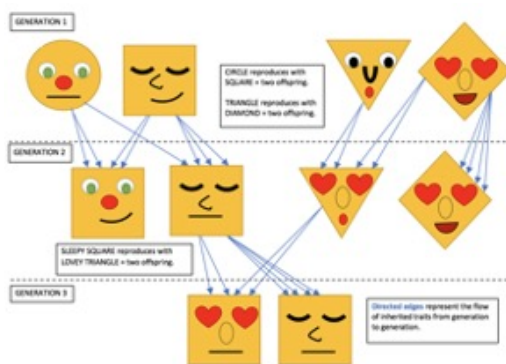 GENERATION 1
CIRCLE reproduces with
SQUARE = two offspring.
TRIANGLE reproduces with
DIAMOND = two offspring.
GENERATION 2
SLEEPY SQUARE reproduces with
LOVEY TRIANGLE = two offspring.
GENERATION 3
Directed edges represent the flow
of inherited traits from generation
to generation.